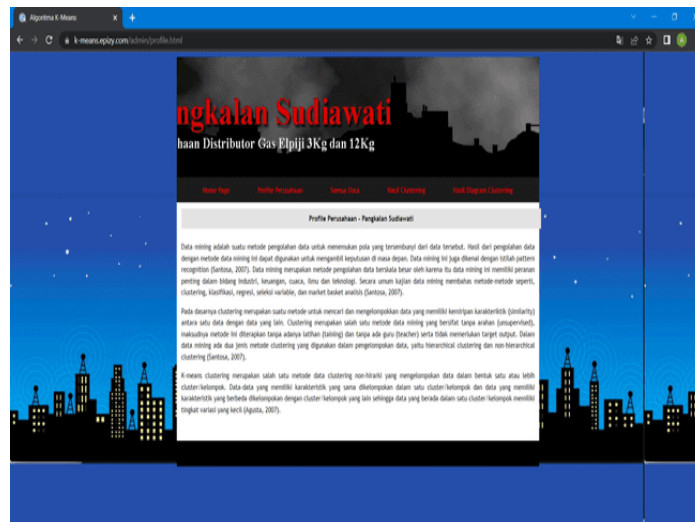 Algoritma K-Means
k-means.epizy.com/admin/profile.html
ngkalan Sudiawati
haan Distributor Gas Elpiji 3Kg dan 12Kg
Home Page Profile Perusahaan Semua Data Hasil Clustering Hasil Diagram Clustering
Profile Perusahaan - Pangkalan Sudiawati
Data mining adalah suatu metode pengolahan data untuk menemukan pola yang tersembunyi dari data tersebut. Hasil dari pengolahan data
dengan metode data mining ini dapat digunakan untuk mengambil keputusan di masa depan. Data mining ini juga dikenal dengan istilah pattern
recognition (Santosa, 2007). Data mining merupakan metode pengolahan data berskala besar oleh karena itu data mining ini memiliki peranan
penting dalam bidang industri, keuangan, cuaca, ilmu dan teknologi. Secara umum kajian data mining membahas metode-metode seperti,
clustering, klasifikasi, regresi, seleksi variable, dan market basket analisis (Santosa, 2007).
Pada dasarnya clustering merupakan suatu metode untuk mencari dan mengelompokkan data yang memiliki kemiripan karakteriktik (similarity)
antara satu data dengan data yang lain. Clustering merupakan salah satu metode data mining yang bersifat tanpa arahan (unsupervised),
maksudnya metode ini diterapkan tanpa adanya latihan (taining) dan tanpa ada guru (teacher) serta tidak memerlukan target output. Dalam
data mining ada dua jenis metode clustering yang digunakan dalam pengelompokan data, yaitu hierarchical clustering dan non-hierarchical
clustering (Santosa, 2007).
K-means clustering merupakan salah satu metode data clustering non-hirarki yang mengelompokan data dalam bentuk satu atau lebih
cluster/kelompok. Data-data yang memiliki karakteristik yang sama dikelompokan dalam satu cluster/kelompok dan data yang memiliki
karakteristik yang berbeda dikelompokan dengan cluster/kelompok yang lain sehingga data yang berada dalam satu cluster/kelompok memiliki
tingkat variasi yang kecil (Agusta, 2007).